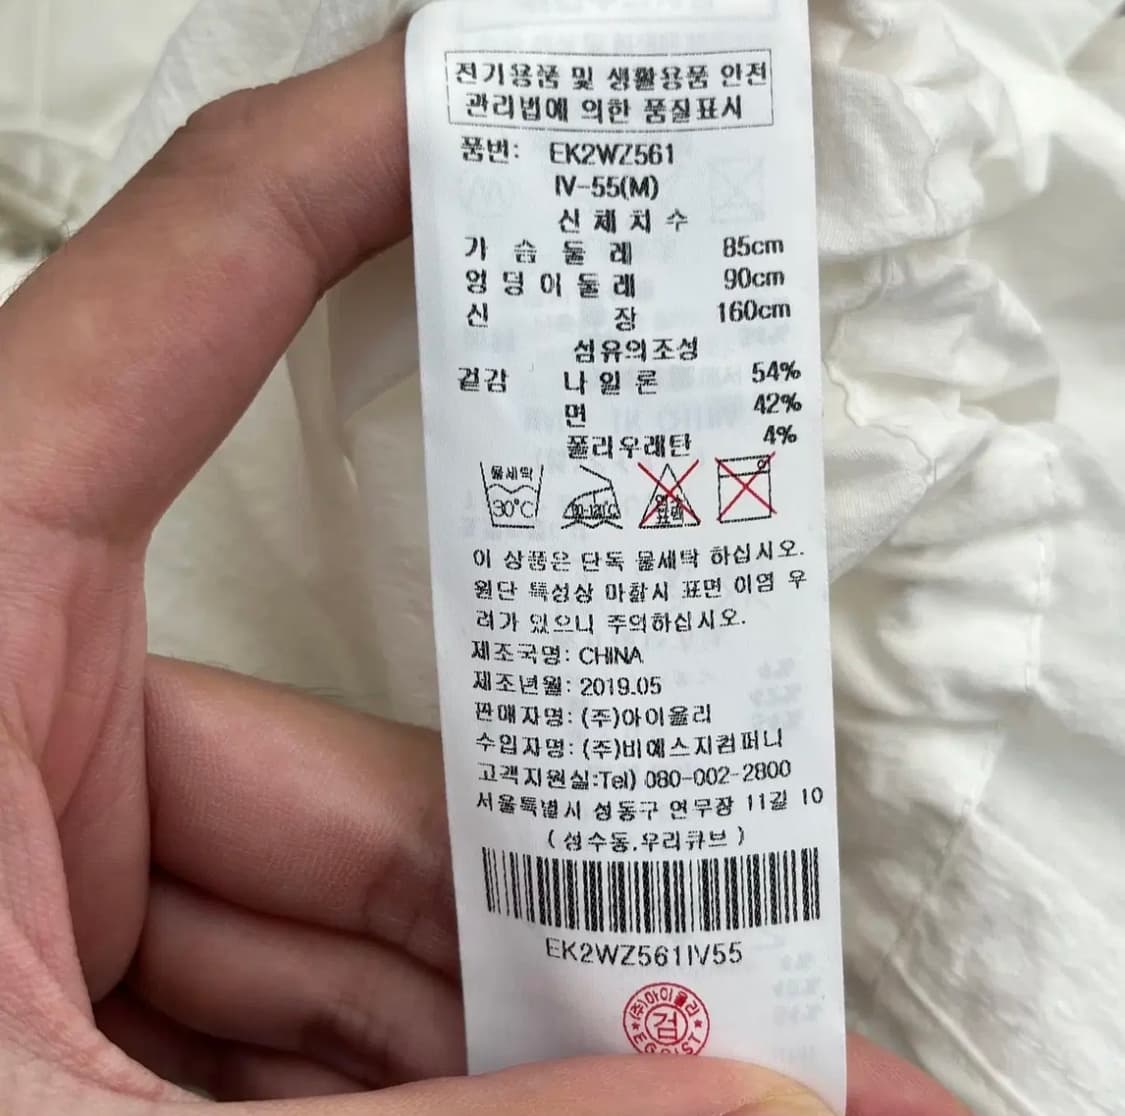 전기용품 및 생활용품 안전
관리법에 의한 품질표시
품번: EK2WZ561
IV-55(M)
신체치수
가슴둘레 85cm
엉덩이둘레 90cm
신장 160cm
섬유의조성
겉감 나일론 54%
면 42%
폴리우레탄 4%
물세탁
30°C
이 상품은 단독 물세탁 하십시오.
원단 특성상 마찰시 표면 이염 우
려가 있으니 주의하십시오.
제조국명: CHINA
제조년월: 2019.05
판매자명: (주)아이올리
수입자명: (주)비에스지컴퍼니
고객지원실:Tel) 080-002-2800
서울특별시 성동구 연무장 11길 10
(성수동.우리큐브)
EK2WZ561IV55
(주)아이올리
검
EGOIST